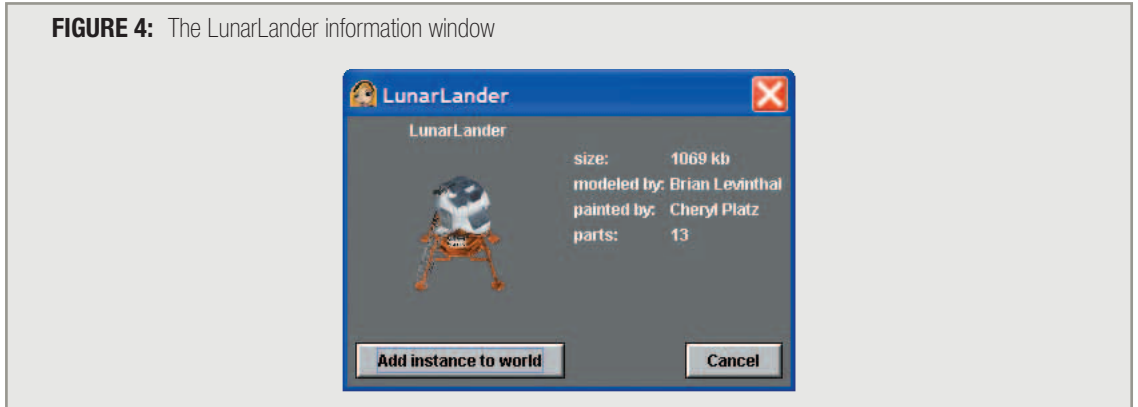 FIGURE 4: The LunarLander information window
LunarLander
LunarLander
size: 1069 kb
modeled by: Brian Levinthal
painted by: Cheryl Platz
parts: 13
Add instance to world
Cancel